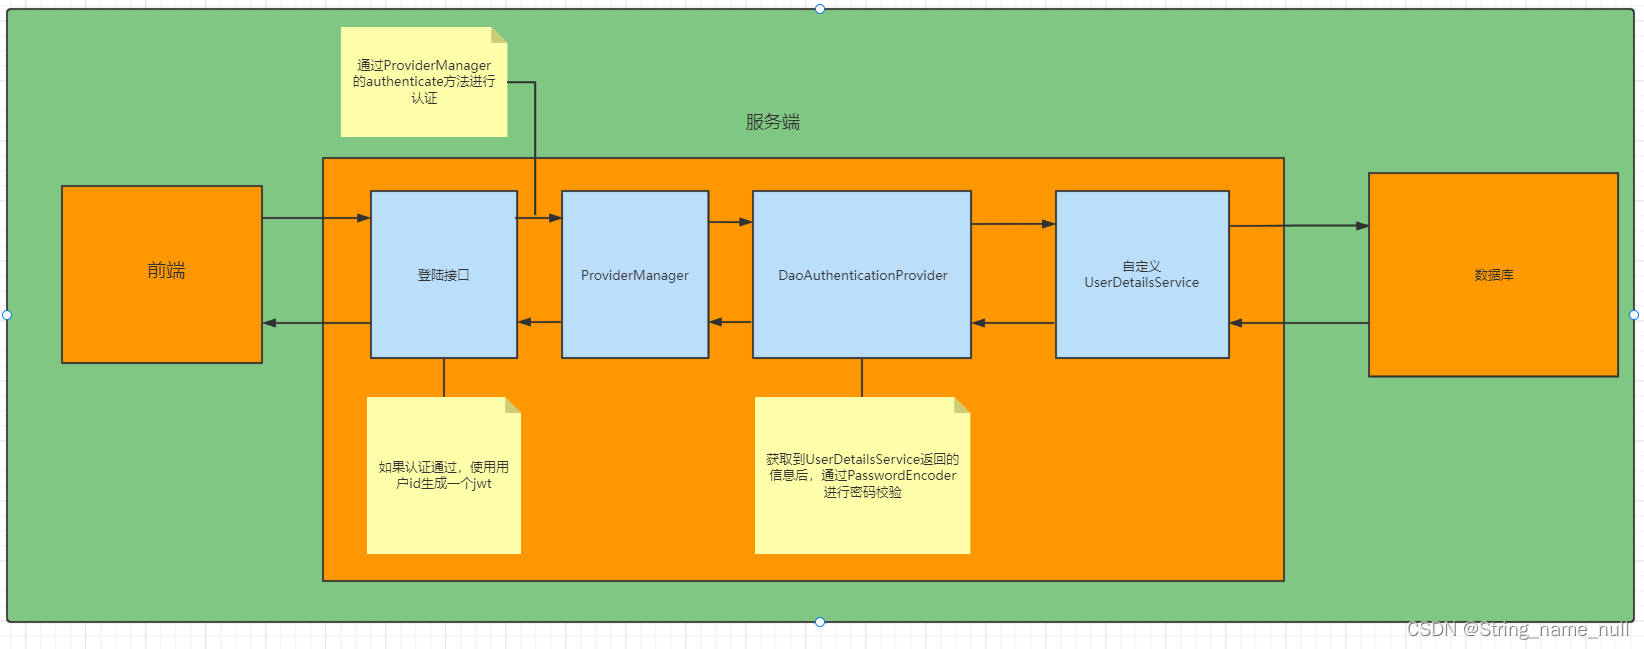 通过ProviderManager
的authenticate方法进行
认证
服务端
前端
登陆接口
ProviderManager
DaoAuthenticationProvider
自定义
UserDetailsService
数据库
如果认证通过，使用用
户id生成一个jwt
获取到UserDetailsService返回的
信息后，通过PasswordEncoder
进行密码校验
CSDN @String_name_null